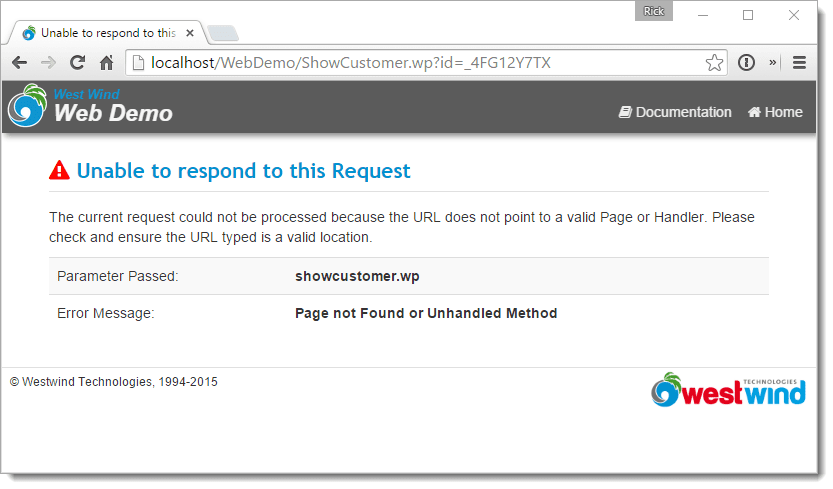 Rick
Unable to respond to this
localhost/WebDemo/ShowCustomer.wp?id=_4FG12Y7TX
West Wind
Web Demo
Documentation Home
Unable to respond to this Request
The current request could not be processed because the URL does not point to a valid Page or Handler. Please
check and ensure the URL typed is a valid location.
Parameter Passed: showcustomer.wp
Error Message: Page not Found or Unhandled Method
© Westwind Technologies, 1994-2015
TECHNOLOGIES
westwind